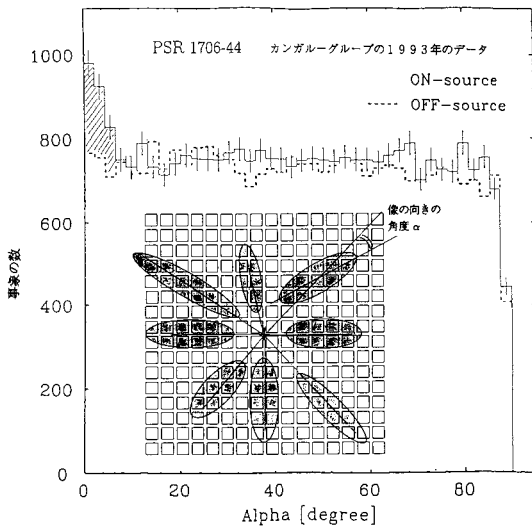 PSR 1706-44 カンガルーグループの1993年のデータ
ON-source
OFF-source
1000
800
600
400
200
0
事象の数
像の向きの
角度α
0 20 40 60 80
Alpha [degree]